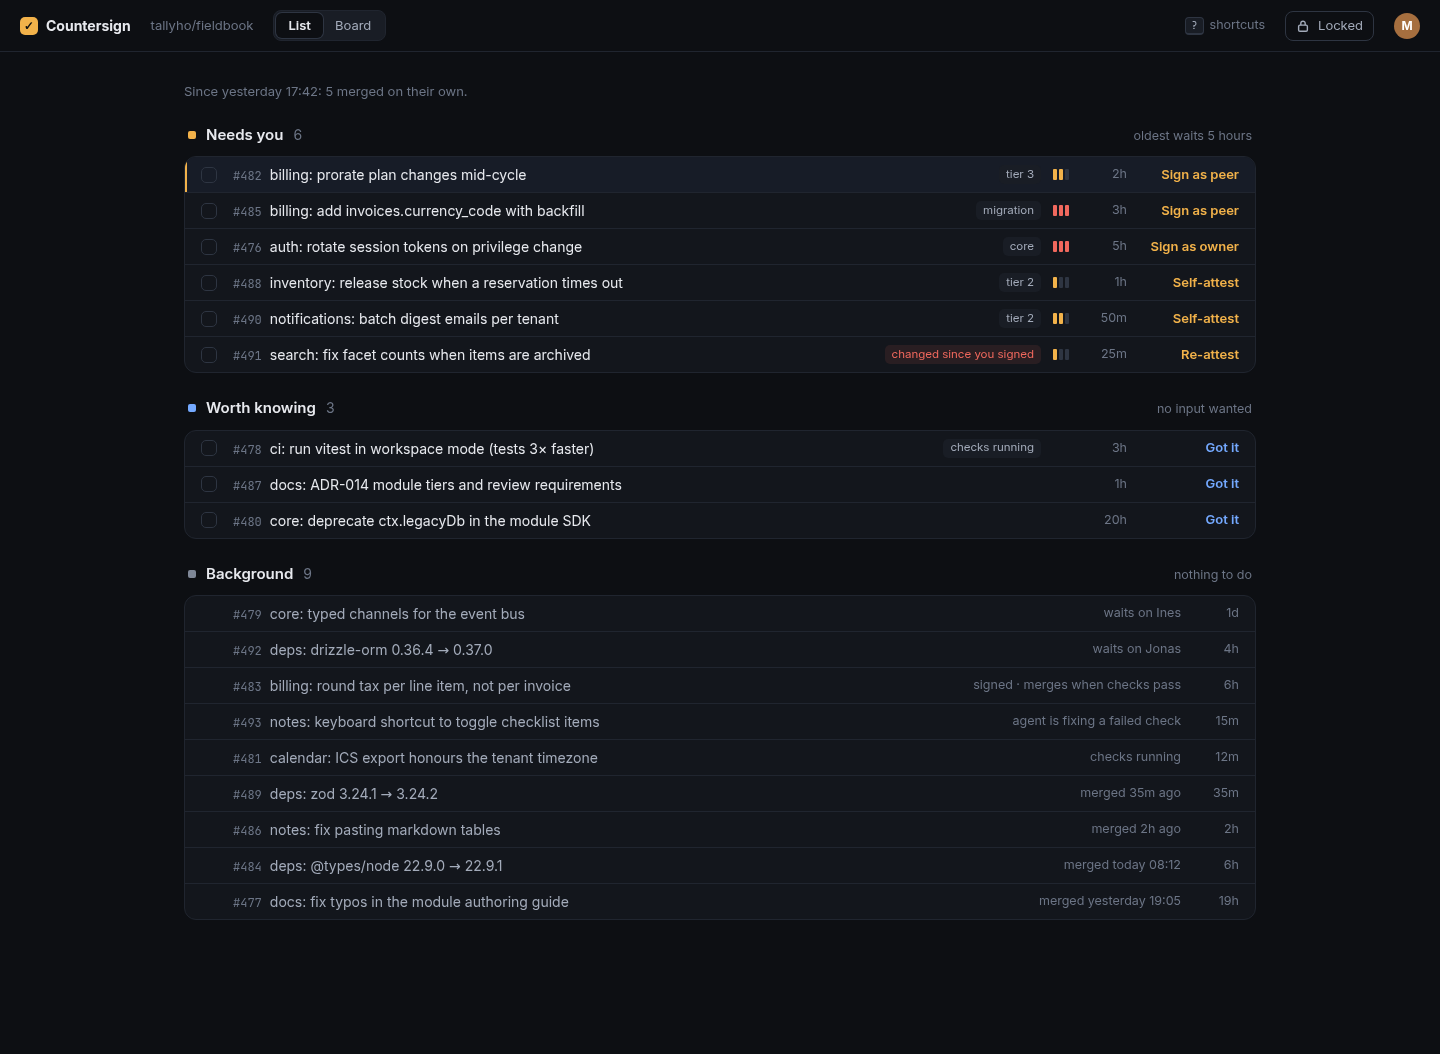 Countersign tallyho/fieldbook List Board ? shortcuts Locked M
Since yesterday 17:42: 5 merged on their own.
Needs you 6 oldest waits 5 hours
#482 billing: prorate plan changes mid-cycle tier 3 2h Sign as peer
#485 billing: add invoices.currency_code with backfill migration 3h Sign as peer
#476 auth: rotate session tokens on privilege change core 5h Sign as owner
#488 inventory: release stock when a reservation times out tier 2 1h Self-attest
#490 notifications: batch digest emails per tenant tier 2 50m Self-attest
#491 search: fix facet counts when items are archived changed since you signed 25m Re-attest
Worth knowing 3 no input wanted
#478 ci: run vitest in workspace mode (tests 3× faster) checks running 3h Got it
#487 docs: ADR-014 module tiers and review requirements 1h Got it
#480 core: deprecate ctx.legacyDb in the module SDK 20h Got it
Background 9 nothing to do
#479 core: typed channels for the event bus waits on Ines 1d
#492 deps: drizzle-orm 0.36.4 → 0.37.0 waits on Jonas 4h
#483 billing: round tax per line item, not per invoice signed · merges when checks pass 6h
#493 notes: keyboard shortcut to toggle checklist items agent is fixing a failed check 15m
#481 calendar: ICS export honours the tenant timezone checks running 12m
#489 deps: zod 3.24.1 → 3.24.2 merged 35m ago 35m
#486 notes: fix pasting markdown tables merged 2h ago 2h
#484 deps: @types/node 22.9.0 → 22.9.1 merged today 08:12 6h
#477 docs: fix typos in the module authoring guide merged yesterday 19:05 19h